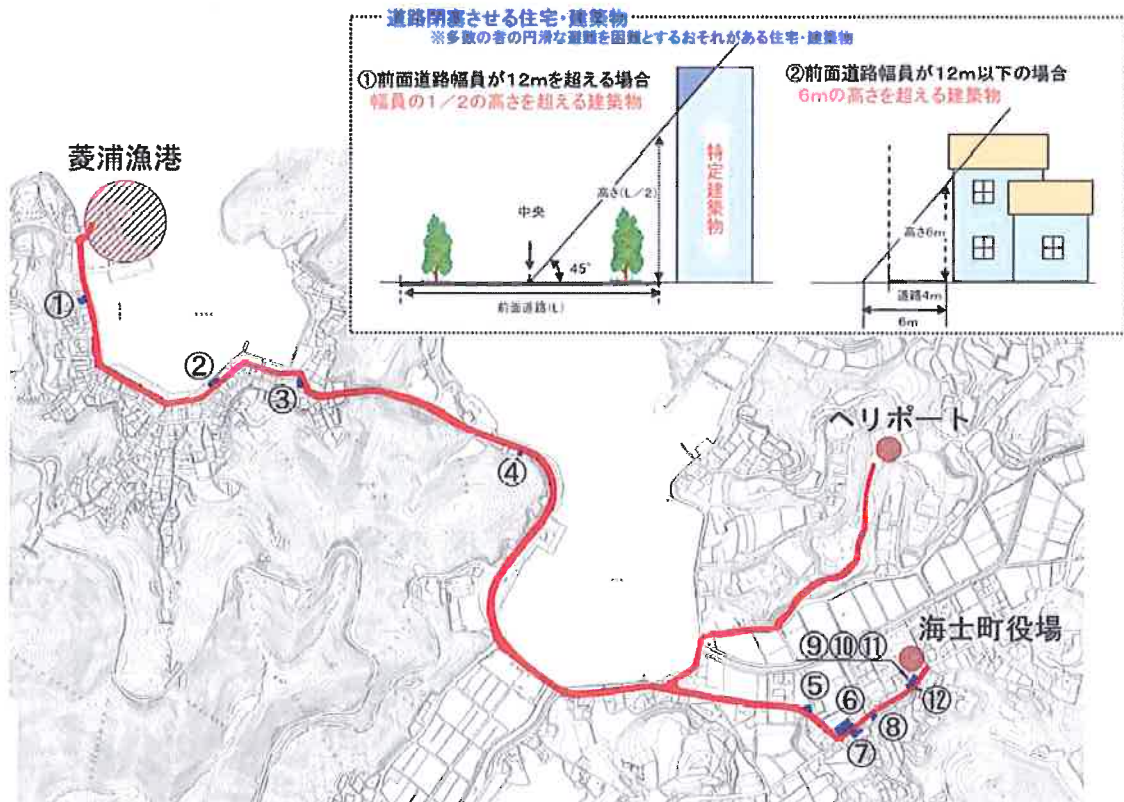 道路閉塞させる住宅・建築物
※多数の者の円滑な避難を困難とするおそれがある住宅・建築物
①前面道路幅員が12mを超える場合
幅員の1/2の高さを超える建築物
②前面道路幅員が12m以下の場合
6mの高さを超える建築物
特定建築物
高さ(L/2)
中央
45°
前面道路(L)
高さ6m
道路4m
6m
菱浦漁港
①
②
③
④
ヘリポート
海士町役場
⑨⑩⑪
⑤
⑥
⑫
⑧
⑦